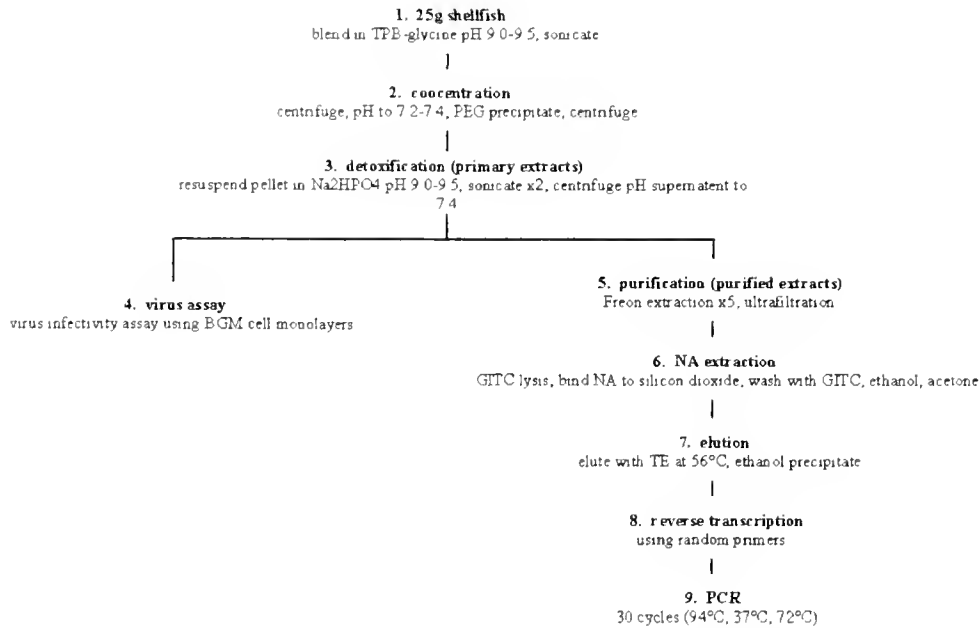 1. 25g shellfish
blend in TPB-glycine pH 9 0-9 5, sonicate
2. concentration
centrifuge, pH to 7 2-7 4, PEG precipitate, centrifuge
3. detoxification (primary extracts)
resuspend pellet in Na2HPO4 pH 9 0-9 5, sonicate x2, centrifuge pH supernatent to
7 4
4. virus assay
virus infectivity assay using BGM cell monolayers
5. purification (purified extracts)
Freon extraction x5, ultrafiltration
6. NA extraction
GITC lysis, bind NA to silicon dioxide, wash with GITC, ethanol, acetone
7. elution
elute with TE at 56°C, ethanol precipitate
8. reverse transcription
using random primers
9. PCR
30 cycles (94°C, 37°C, 72°C)